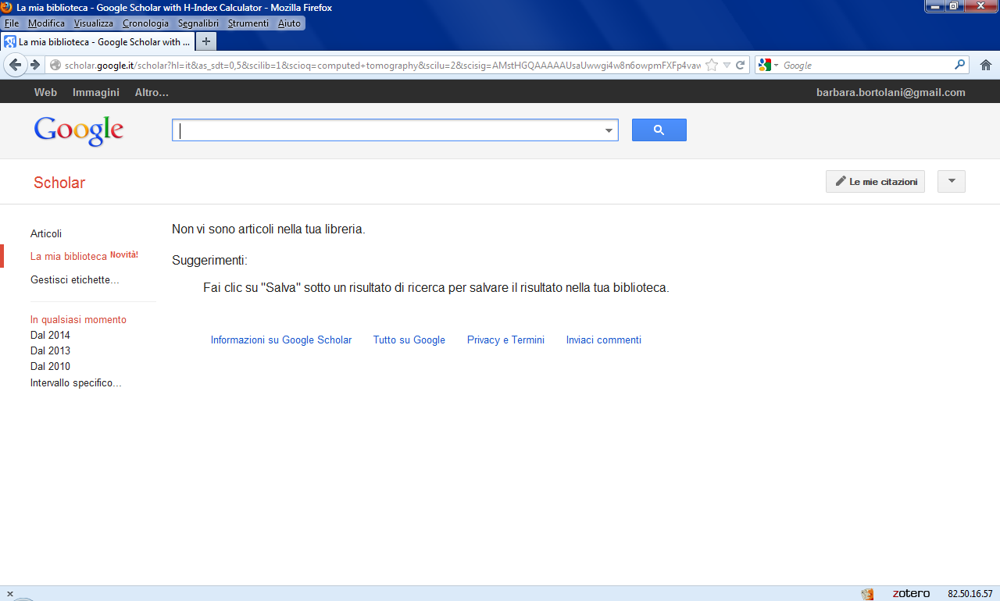 La mia biblioteca - Google Scholar with H-Index Calculator - Mozilla Firefox
File Modifica Visualizza Cronologia Segnalibri Strumenti Aiuto
La mia biblioteca - Google Scholar with ...
scholar.google.it/scholar?hl=it&as_sdt=0,5&scilib=1&scioq=computed+tomography&scilu=2&scisig=AMstHGQAAAAAUsaUwwgi4w8n6owpmFXFp4vaw
Google
Web Immagini Altro...
barbara.bortolani@gmail.com
Google
Scholar
Le mie citazioni
Articoli
La mia biblioteca Novità!
Gestisci etichette...
In qualsiasi momento
Dal 2014
Dal 2013
Dal 2010
Intervallo specifico...
Non vi sono articoli nella tua libreria.
Suggerimenti:
Fai clic su "Salva" sotto un risultato di ricerca per salvare il risultato nella tua biblioteca.
Informazioni su Google Scholar Tutto su Google Privacy e Termini Inviaci commenti
zotero 82.50.16.57